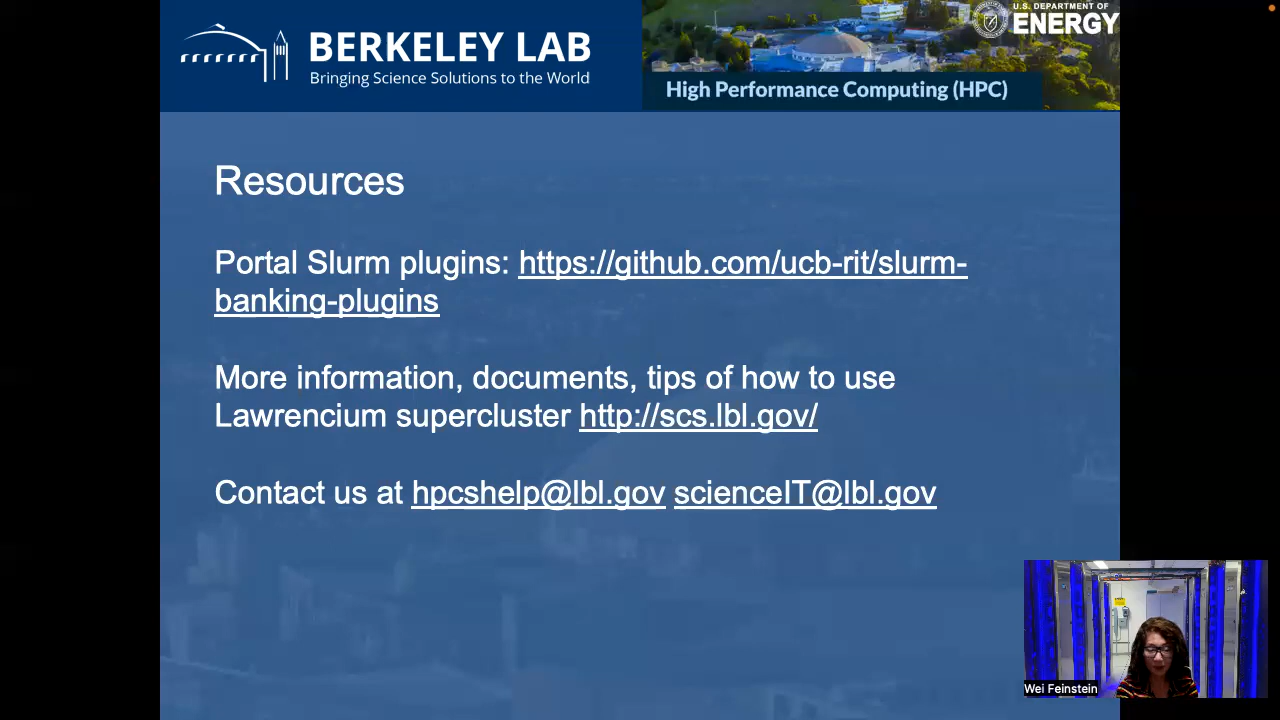 BERKELEY LAB
Bringing Science Solutions to the World
U.S. DEPARTMENT OF
ENERGY
High Performance Computing (HPC)
Resources
Portal Slurm plugins: https://github.com/ucb-rit/slurm-
banking-plugins
More information, documents, tips of how to use
Lawrencium supercluster http://scs.lbl.gov/
Contact us at hpcshelp@lbl.gov scienceIT@lbl.gov
Wei Feinstein